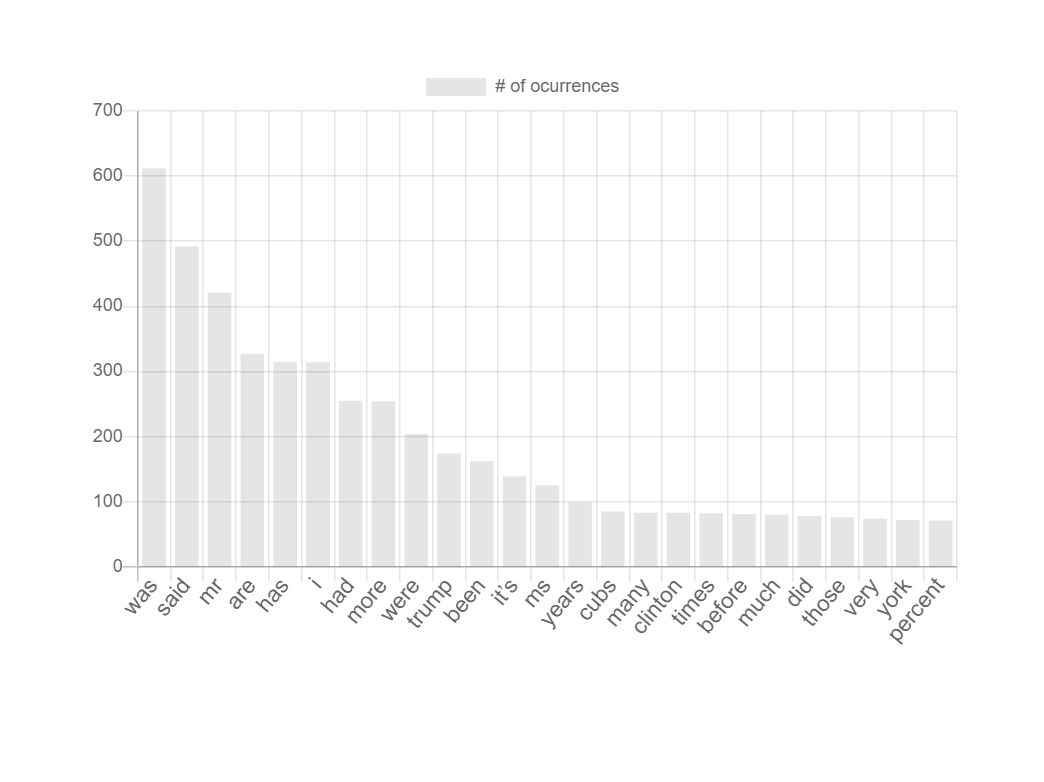 # of ocurrences
700
600
500
400
300
200
100
0
was
said
mr
are
has
i
had
more
were
trump
been
it's
ms
years
cubs
many
clinton
times
before
much
did
those
very
york
percent